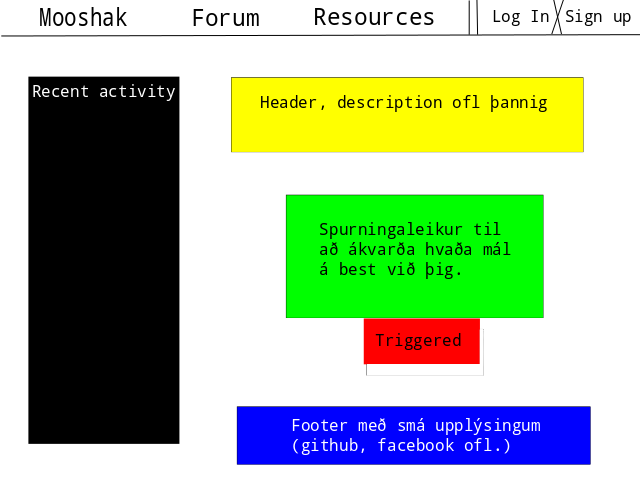 Mooshak Forum Resources Log In Sign up
Recent activity
Header, description ofl þannig
Spurningaleikur til
að ákvarða hvaða mál
á best við þig.
Triggered
Footer með smá upplýsingum
(github, facebook ofl.)